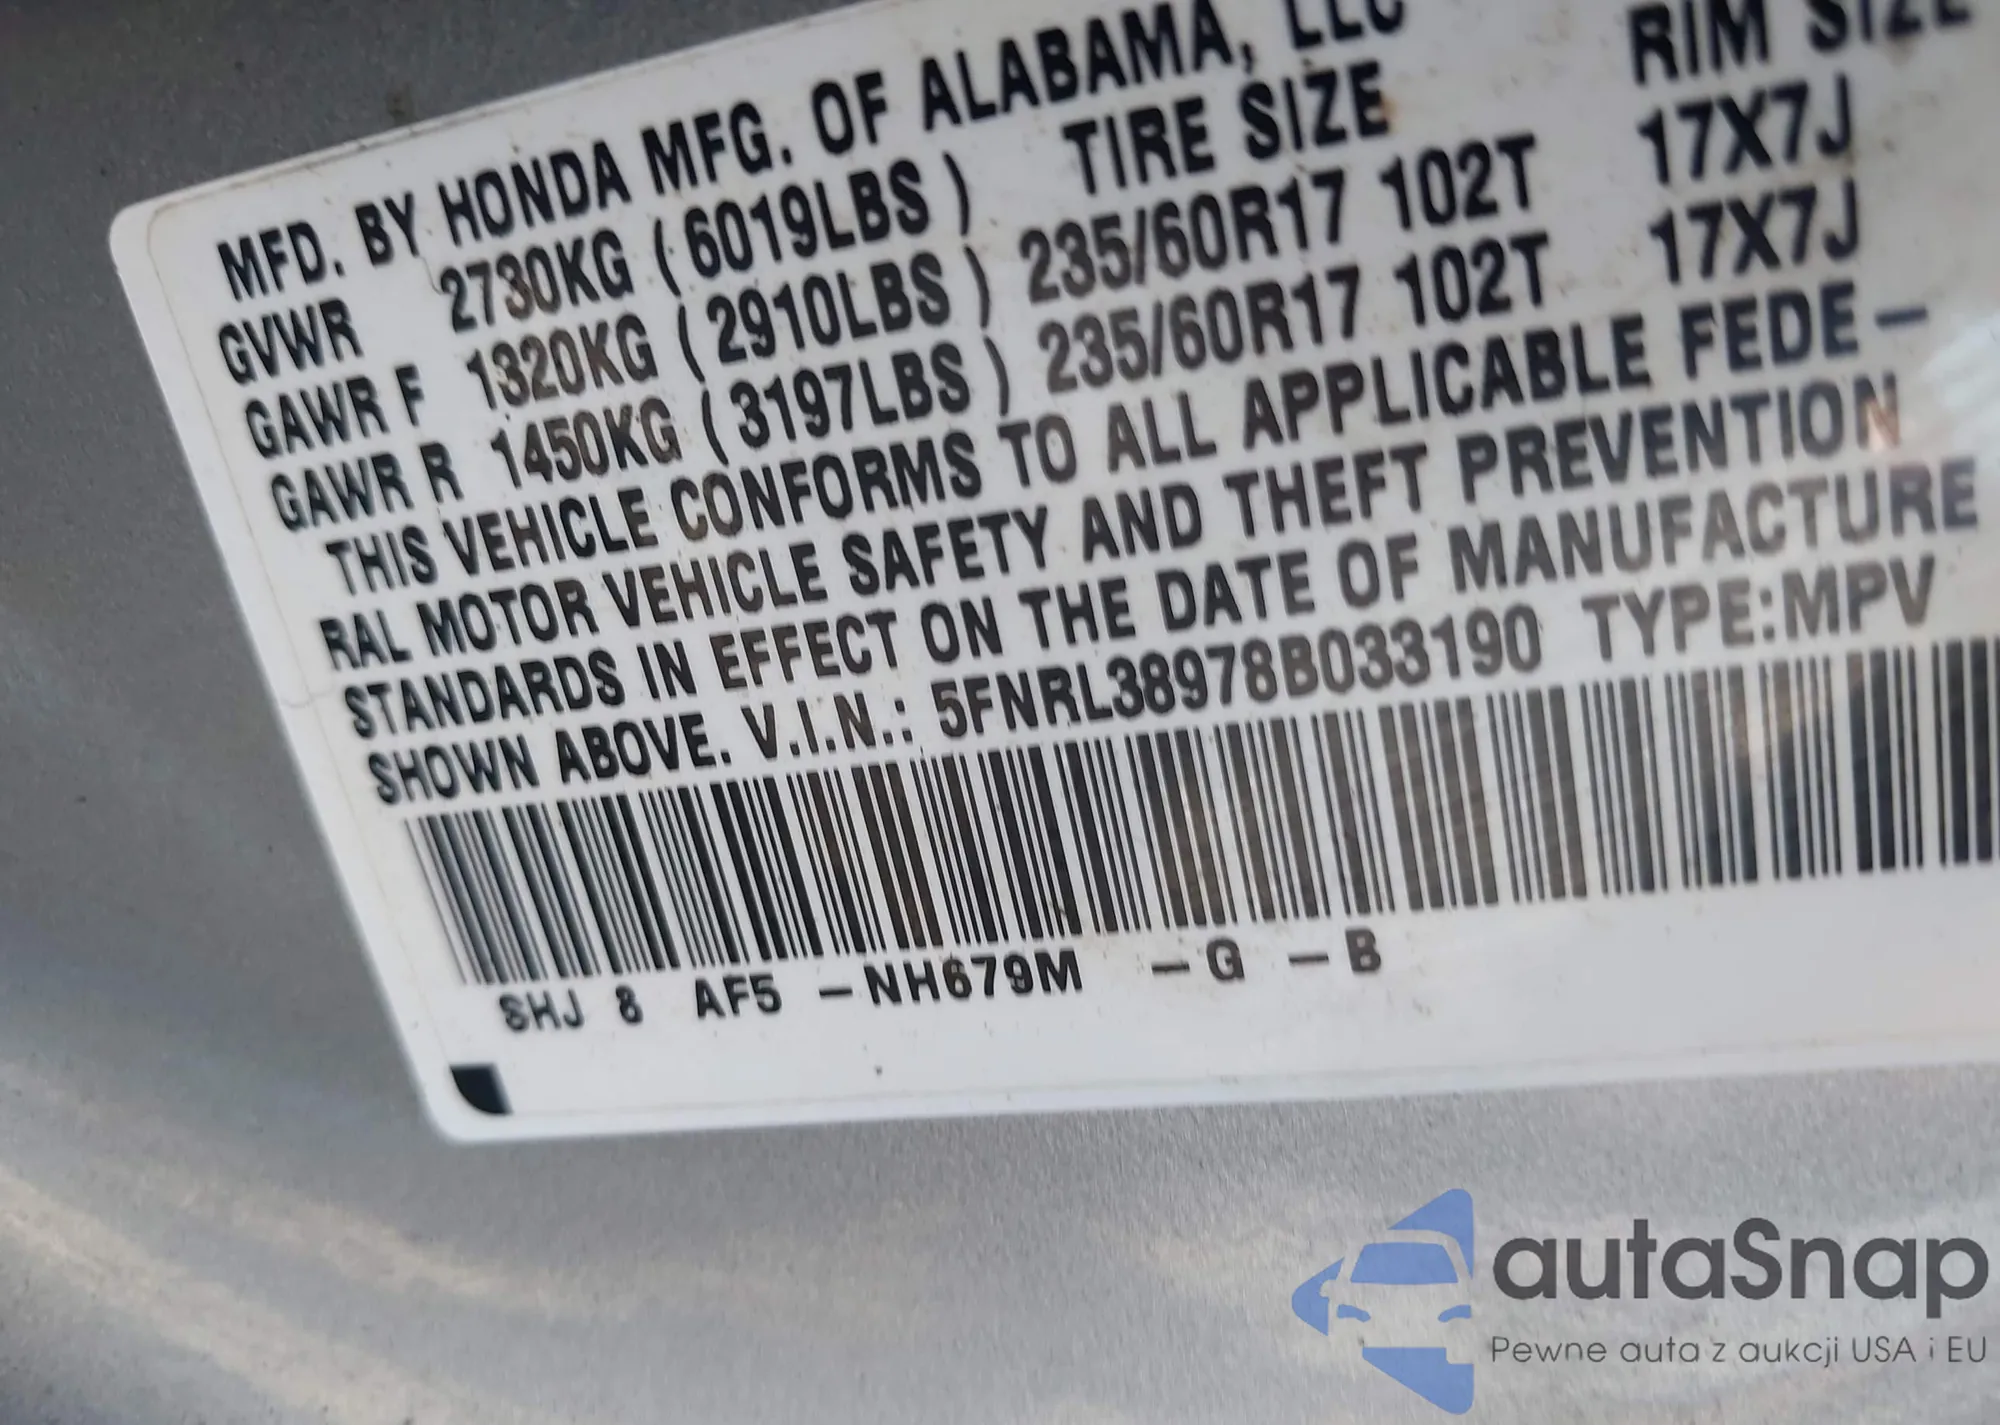 MFD. BY HONDA MFG. OF ALABAMA, LLC
TIRE SIZE RIM SIZE
GVWR 2730KG (6019LBS)
GAWR F 1320KG (2910LBS) 235/60R17 102T 17X7J
GAWR R 1450KG (3197LBS) 235/60R17 102T 17X7J
THIS VEHICLE CONFORMS TO ALL APPLICABLE FEDE-
RAL MOTOR VEHICLE SAFETY AND THEFT PREVENTION
STANDARDS IN EFFECT ON THE DATE OF MANUFACTURE
SHOWN ABOVE. V.I.N.: 5FNRL38978B033190 TYPE:MPV
SHJ 8 AF5 -NH679M -G -B
autaSnap
Pewne auta z aukcji USA i EU